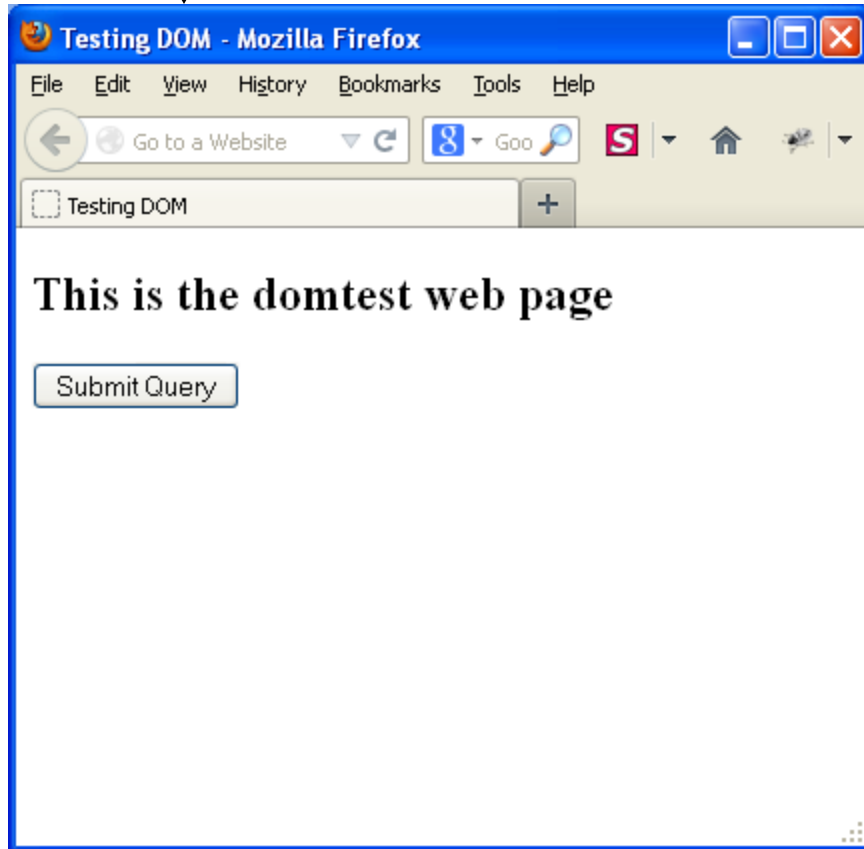 Testing DOM - Mozilla Firefox
File Edit View History Bookmarks Tools Help
Go to a Website 8 Goo S
Testing DOM +
This is the domtest web page
Submit Query